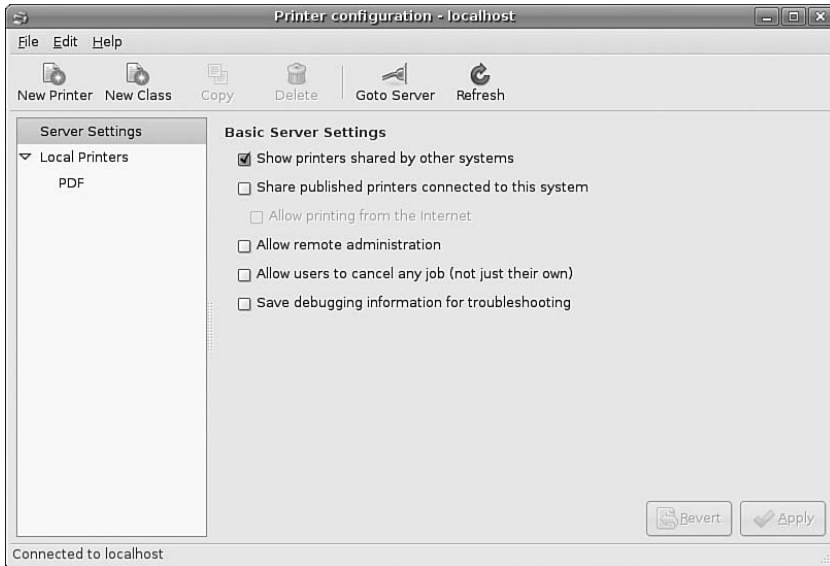 Printer configuration - localhost
File Edit Help
New Printer New Class Copy Delete Goto Server Refresh
Server Settings
Local Printers
PDF
Basic Server Settings
Show printers shared by other systems
Share published printers connected to this system
Allow printing from the Internet
Allow remote administration
Allow users to cancel any job (not just their own)
Save debugging information for troubleshooting
Revert Apply
Connected to localhost